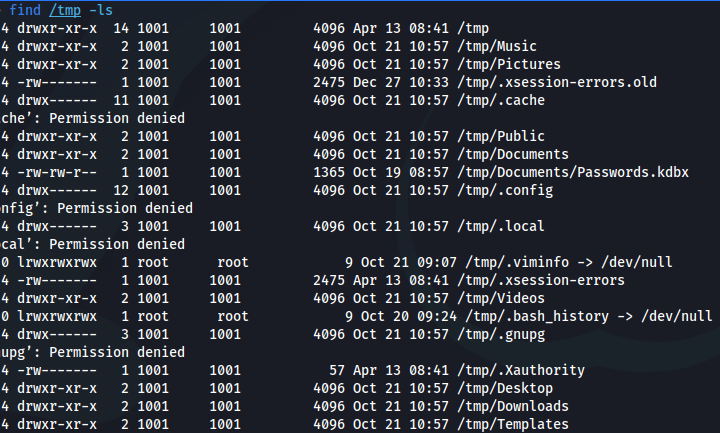 find /tmp -ls
4 drwxr-xr-x 14 1001 1001 4096 Apr 13 08:41 /tmp
4 drwxr-xr-x 2 1001 1001 4096 Oct 21 10:57 /tmp/Music
4 drwxr-xr-x 2 1001 1001 4096 Oct 21 10:57 /tmp/Pictures
4 -rw------- 1 1001 1001 2475 Dec 27 10:33 /tmp/.xsession-errors.old
4 drwx------ 11 1001 1001 4096 Oct 21 10:57 /tmp/.cache
che’: Permission denied
4 drwxr-xr-x 2 1001 1001 4096 Oct 21 10:57 /tmp/Public
4 drwxr-xr-x 2 1001 1001 4096 Oct 21 10:57 /tmp/Documents
4 -rw-rw-r-- 1 1001 1001 1365 Oct 19 08:57 /tmp/Documents/Passwords.kdbx
4 drwx------ 12 1001 1001 4096 Oct 21 10:57 /tmp/.config
nfig’: Permission denied
4 drwx------ 3 1001 1001 4096 Oct 21 10:57 /tmp/.local
ocal’: Permission denied
0 lrwxrwxrwx 1 root root 9 Oct 21 09:07 /tmp/.viminfo -> /dev/null
4 -rw------- 1 1001 1001 2475 Apr 13 08:41 /tmp/.xsession-errors
4 drwxr-xr-x 2 1001 1001 4096 Oct 21 10:57 /tmp/Videos
0 lrwxrwxrwx 1 root root 9 Oct 20 09:24 /tmp/.bash_history -> /dev/null
4 drwx------ 3 1001 1001 4096 Oct 21 10:57 /tmp/.gnupg
nupg’: Permission denied
4 -rw------- 1 1001 1001 57 Apr 13 08:41 /tmp/.Xauthority
4 drwxr-xr-x 2 1001 1001 4096 Oct 21 10:57 /tmp/Desktop
4 drwxr-xr-x 2 1001 1001 4096 Oct 21 10:57 /tmp/Downloads
4 drwxr-xr-x 2 1001 1001 4096 Oct 21 10:57 /tmp/Templates